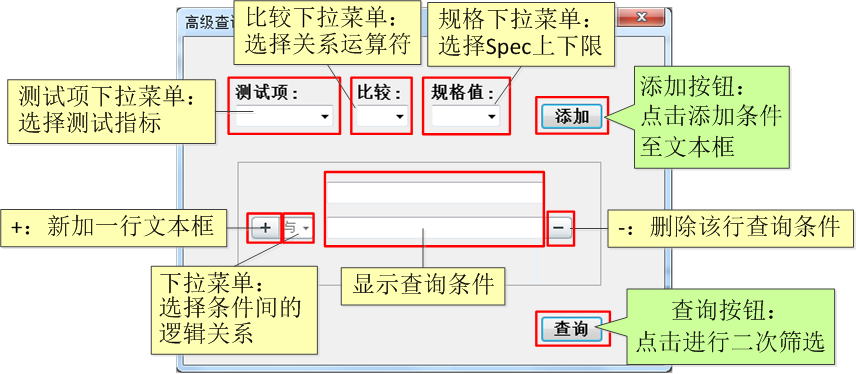 高级查
比较下拉菜单：
选择关系运算符
规格下拉菜单：
选择Spec上下限
测试项下拉菜单：
选择测试指标
测试项：
比较：
规格值：
添加
添加按钮：
点击添加条件
至文本框
+：新加一行文本框
+
与
−
-：删除该行查询条件
下拉菜单：
选择条件间的
逻辑关系
显示查询条件
查询
查询按钮：
点击进行二次筛选